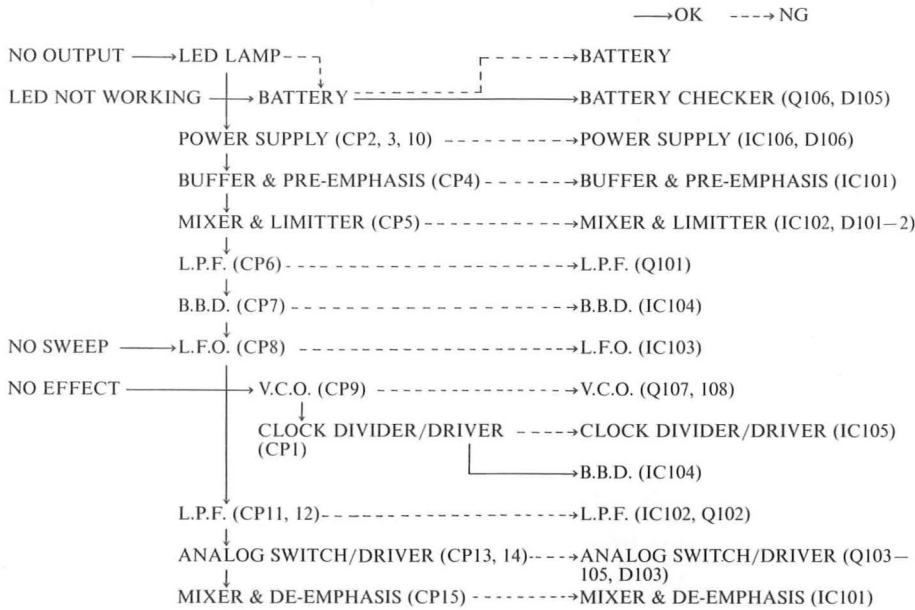 OK NG
NO OUTPUT LED LAMP BATTERY
LED NOT WORKING BATTERY BATTERY CHECKER (Q106, D105)
POWER SUPPLY (CP2, 3, 10) POWER SUPPLY (IC106, D106)
BUFFER & PRE-EMPHASIS (CP4) BUFFER & PRE-EMPHASIS (IC101)
MIXER & LIMITTER (CP5) MIXER & LIMITTER (IC102, D101—2)
L.P.F. (CP6) L.P.F. (Q101)
B.B.D. (CP7) B.B.D. (IC104)
NO SWEEP L.F.O. (CP8) L.F.O. (IC103)
NO EFFECT V.C.O. (CP9) V.C.O. (Q107, 108)
CLOCK DIVIDER/DRIVER CLOCK DIVIDER/DRIVER (IC105)
(CP1)
B.B.D. (IC104)
L.P.F. (CP11, 12) L.P.F. (IC102, Q102)
ANALOG SWITCH/DRIVER (CP13, 14) ANALOG SWITCH/DRIVER (Q103—
105, D103)
MIXER & DE-EMPHASIS (CP15) MIXER & DE-EMPHASIS (IC101)